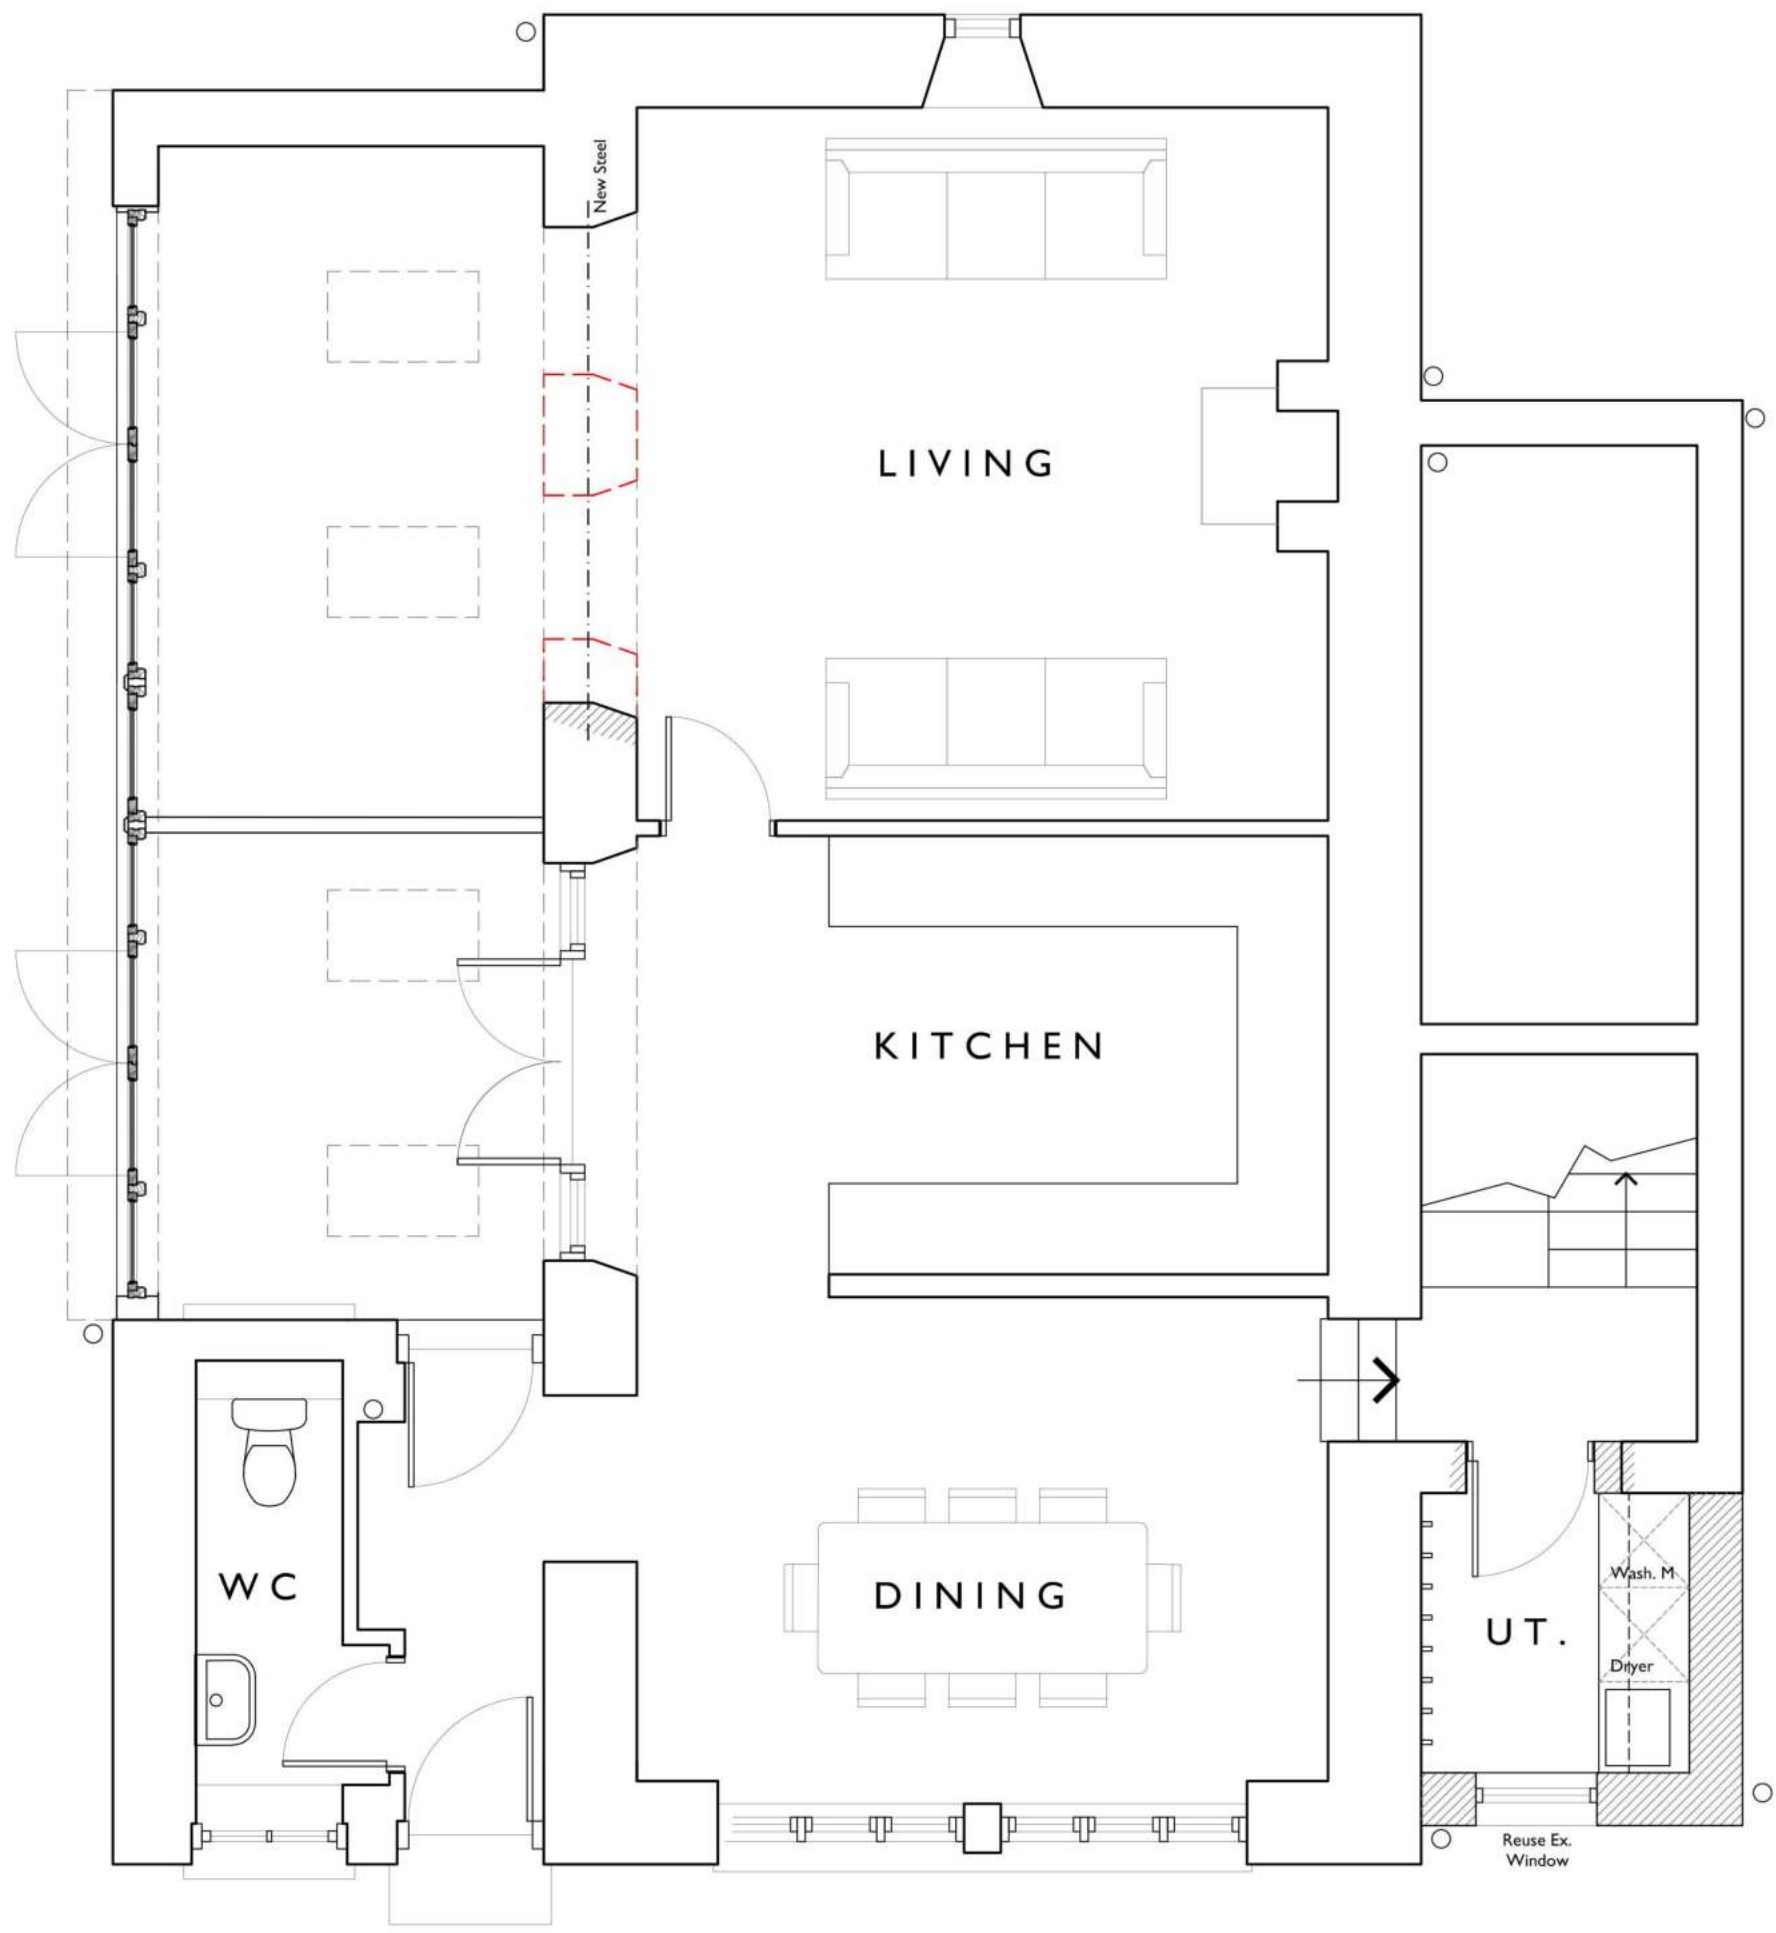 New Steel
LIVING
KITCHEN
WC
DINING
Wash. M
UT.
Dryer
Reuse Ex.
Window